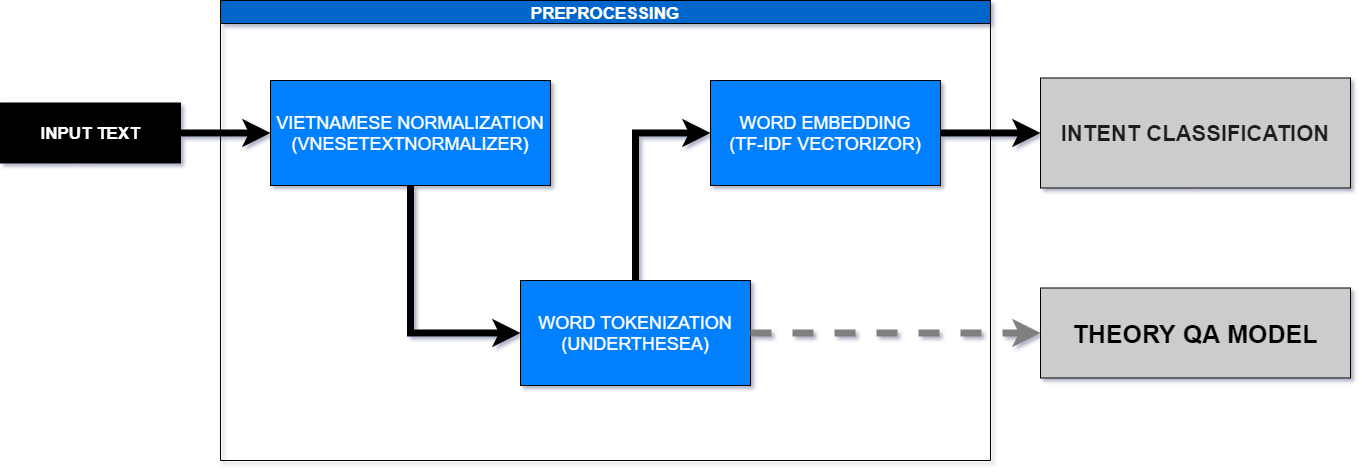 PREPROCESSING
INPUT TEXT
VIETNAMESE NORMALIZATION
(VNESETEXTNORMALIZER)
WORD EMBEDDING
(TF-IDF VECTORIZOR)
INTENT CLASSIFICATION
WORD TOKENIZATION
(UNDERTHESEA)
THEORY QA MODEL